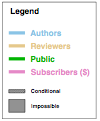 Legend
Authors
Reviewers
Public
Subscribers ($)
Conditional
Impossible